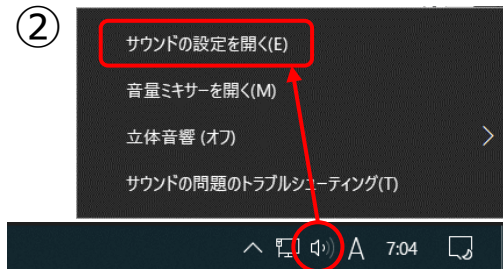 ②
サウンドの設定を開く(E)
音量ミキサーを開く(M)
立体音響 (オフ)
サウンドの問題のトラブルシューティング(T)
A 7:04